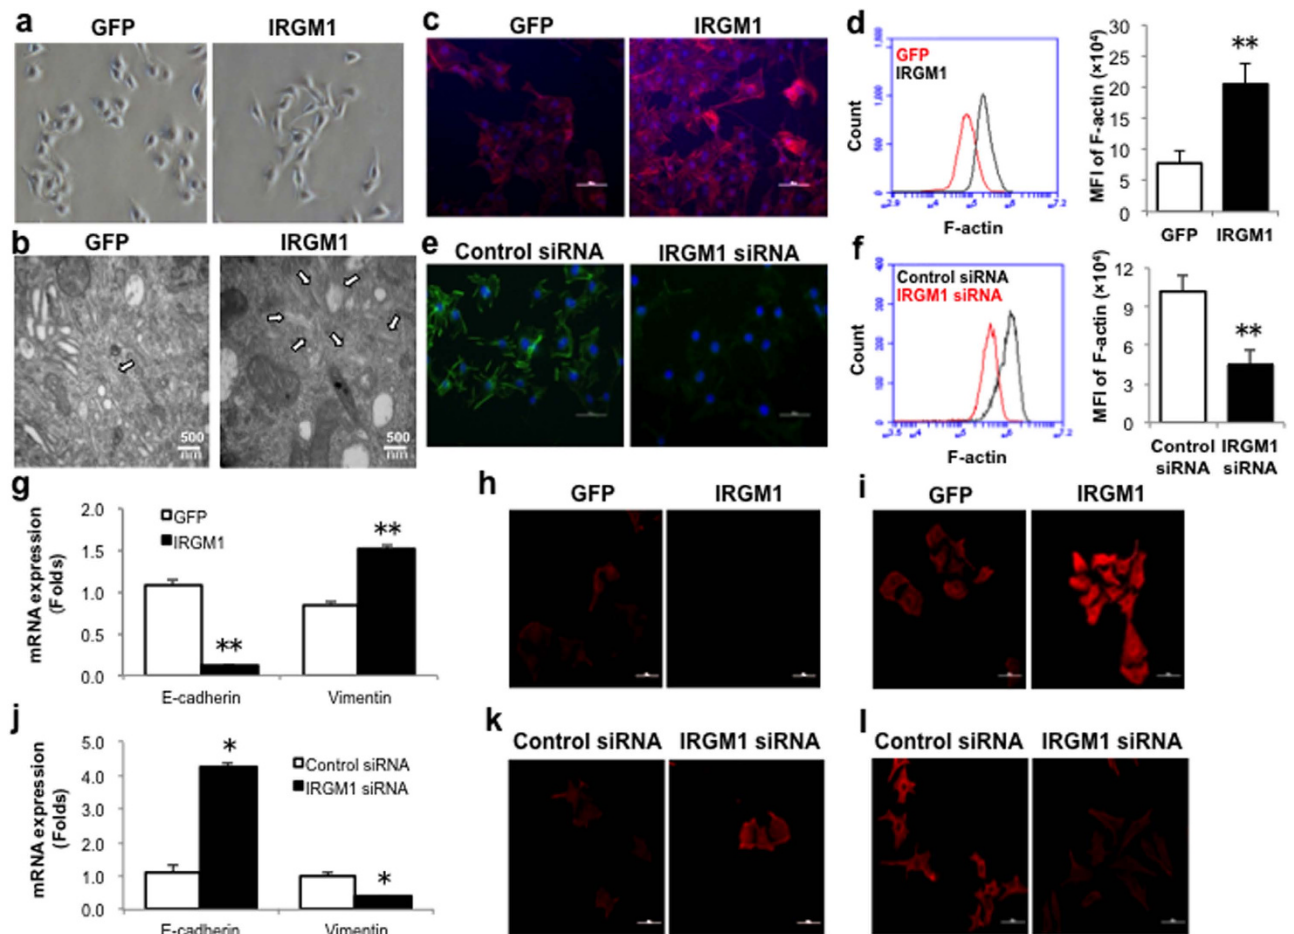 a
GFP
IRGM1
b
GFP
IRGM1
500
nm
500
nm
c
GFP
IRGM1
d
GFP
IRGM1
Count
F-actin
MFI of F-actin (×10⁴)
30
25
20
15
10
5
0
**
GFP
IRGM1
e
Control siRNA
IRGM1 siRNA
f
Control siRNA
IRGM1 siRNA
Count
400
300
200
100
0
F-actin
MFI of F-actin (×10⁴)
12
9
6
3
0
**
Control
siRNA
IRGM1
siRNA
g
mRNA expression
(Folds)
2.0
1.5
1.0
0.5
0.0
GFP
IRGM1
**
**
E-cadherin
Vimentin
h
GFP
IRGM1
i
GFP
IRGM1
j
mRNA expression
(Folds)
5.0
4.0
3.0
2.0
1.0
0.0
Control siRNA
IRGM1 siRNA
*
*
E-cadherin
Vimentin
k
Control siRNA
IRGM1 siRNA
l
Control siRNA
IRGM1 siRNA